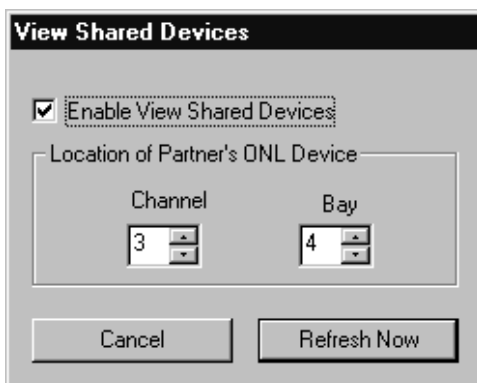 View Shared Devices
Enable View Shared Devices
Location of Partner's ONL Device
Channel Bay
3 4
Cancel Refresh Now